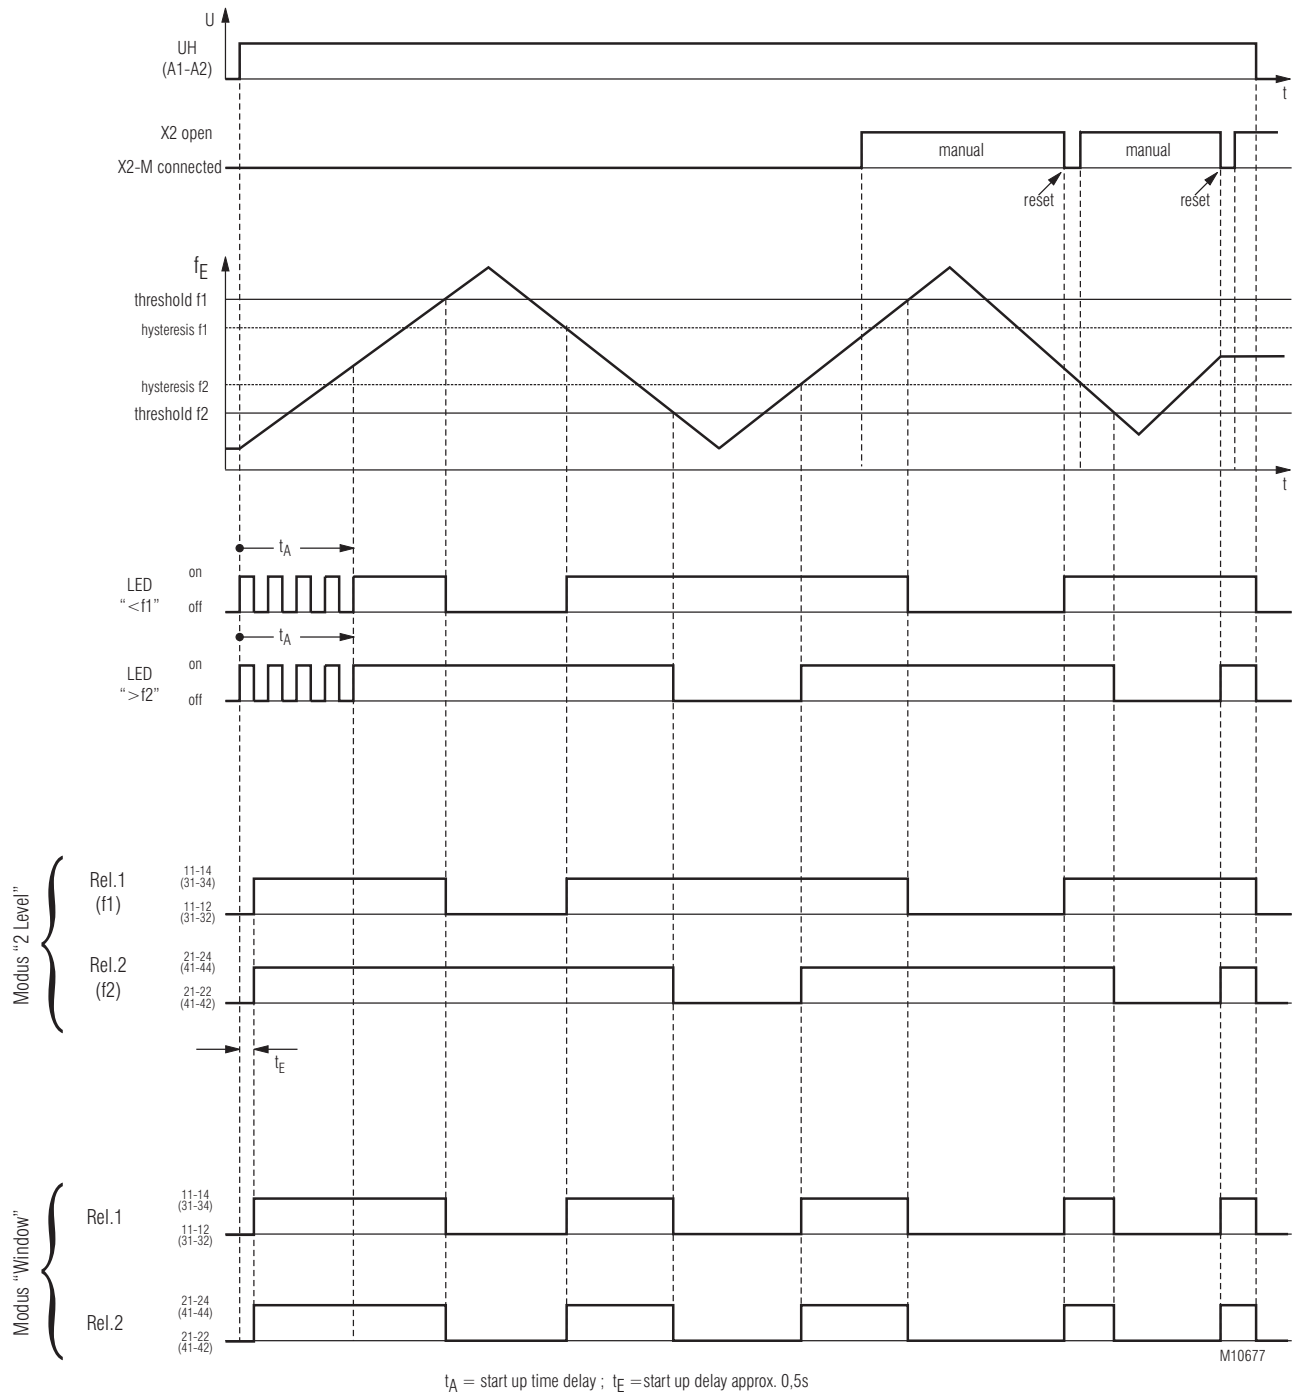 U
UH
(A1-A2)
t
X2 open
X2-M connected
manual
manual
reset
reset
fE
threshold f1
hysteresis f1
hysteresis f2
threshold f2
t
tA
LED
“<f1”
on
off
tA
LED
“>f2”
on
off
Modus “2 Level”
Rel.1
(f1)
11-14
(31-34)
11-12
(31-32)
Rel.2
(f2)
21-24
(41-44)
21-22
(41-42)
tE
Modus “Window”
Rel.1
11-14
(31-34)
11-12
(31-32)
Rel.2
21-24
(41-44)
21-22
(41-42)
M10677
tA = start up time delay ; tE =start up delay approx. 0,5s